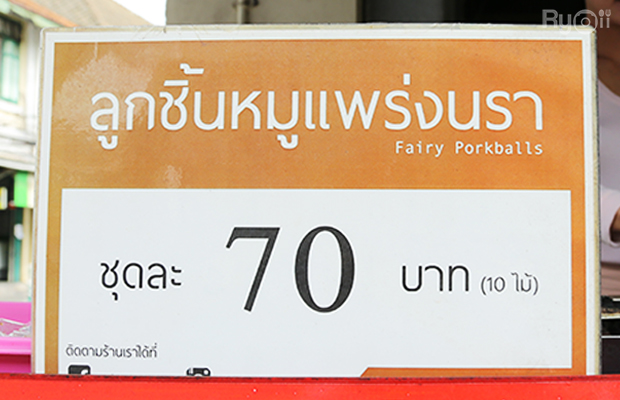 Ryoii
ลูกชิ้นหมูแพร่งนรา
Fairy Porkballs
ชุดละ 70 บาท (10 ไม้)
ติดตามร้านเราได้ที่